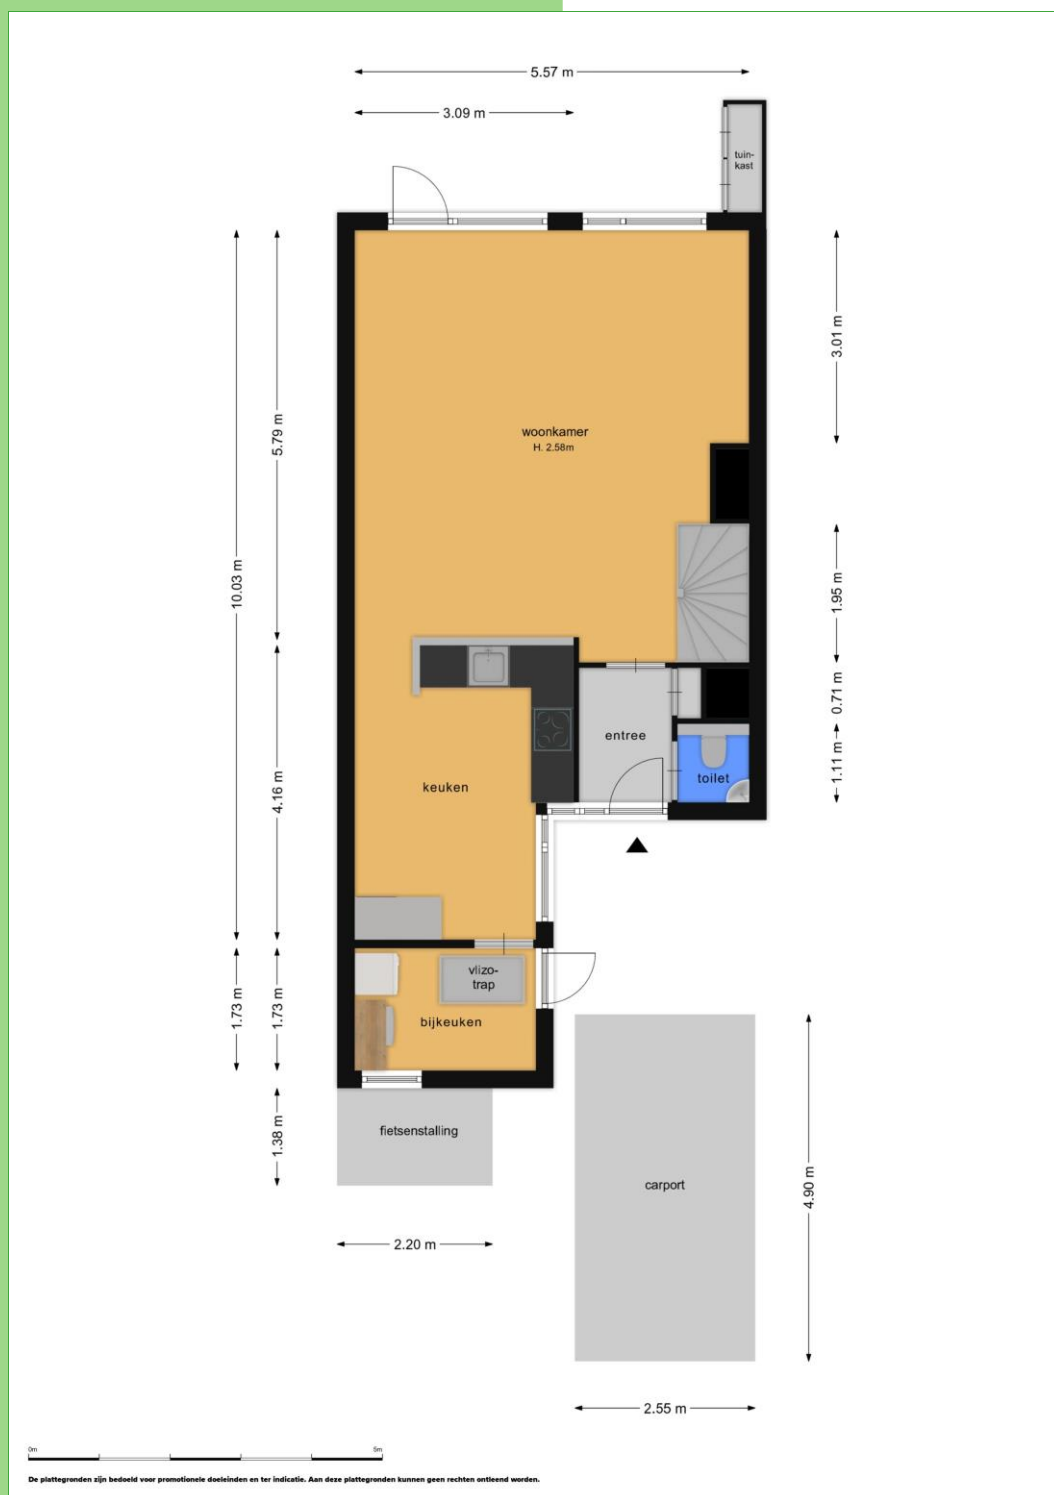 5.57 m
3.09 m
tuin-
kast
3.01 m
5.79 m
woonkamer
H. 2.58m
10.03 m
1.95 m
0.71 m
entree
1.11 m
toilet
keuken
4.16 m
vlizo-
trap
1.73 m
1.73 m
bijkeuken
fietsenstalling
1.38 m
carport
4.90 m
2.20 m
2.55 m
0m 5m
De plattegronden zijn bedoeld voor promotionele doeleinden en ter indicatie. Aan deze plattegronden kunnen geen rechten ontleend worden.